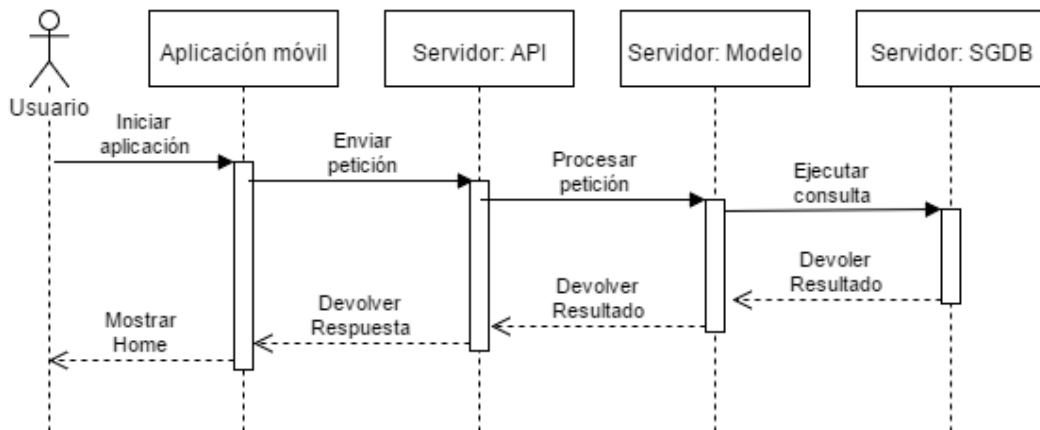 Usuario
Aplicación móvil
Servidor: API
Servidor: Modelo
Servidor: SGDB
Iniciar
aplicación
Enviar
petición
Procesar
petición
Ejecutar
consulta
Devoler
Resultado
Devolver
Resultado
Devolver
Respuesta
Mostrar
Home